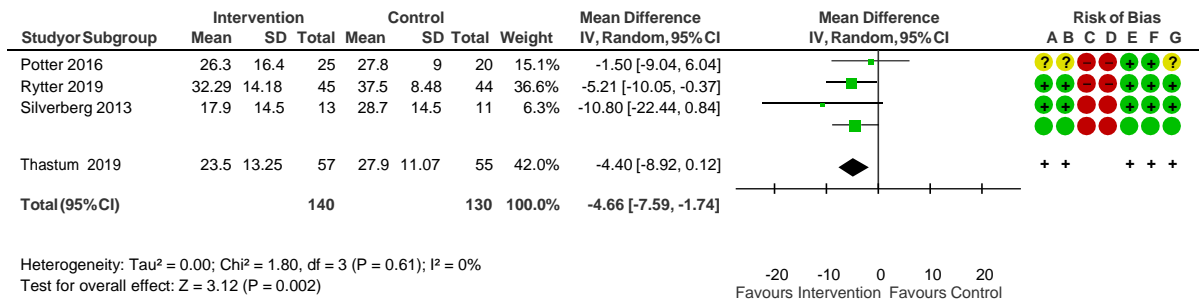 Intervention Control Mean Difference Mean Difference Risk of Bias
Studyor Subgroup Mean SD Total Mean SD Total Weight IV, Random, 95% CI IV, Random, 95% CI A B C D E F G
Potter 2016 26.3 16.4 25 27.8 9 20 15.1% -1.50 [-9.04, 6.04] ? ? − − + + ?
Rytter 2019 32.29 14.18 45 37.5 8.48 44 36.6% -5.21 [-10.05, -0.37] + + − − + + +
Silverberg 2013 17.9 14.5 13 28.7 14.5 11 6.3% -10.80 [-22.44, 0.84] + + + + +
Thastum 2019 23.5 13.25 57 27.9 11.07 55 42.0% -4.40 [-8.92, 0.12] + + + + +
Total (95% CI) 140 130 100.0% -4.66 [-7.59, -1.74]
Heterogeneity: Tau² = 0.00; Chi² = 1.80, df = 3 (P = 0.61); I² = 0%
-20 -10 0 10 20
Test for overall effect: Z = 3.12 (P = 0.002)
Favours Intervention Favours Control